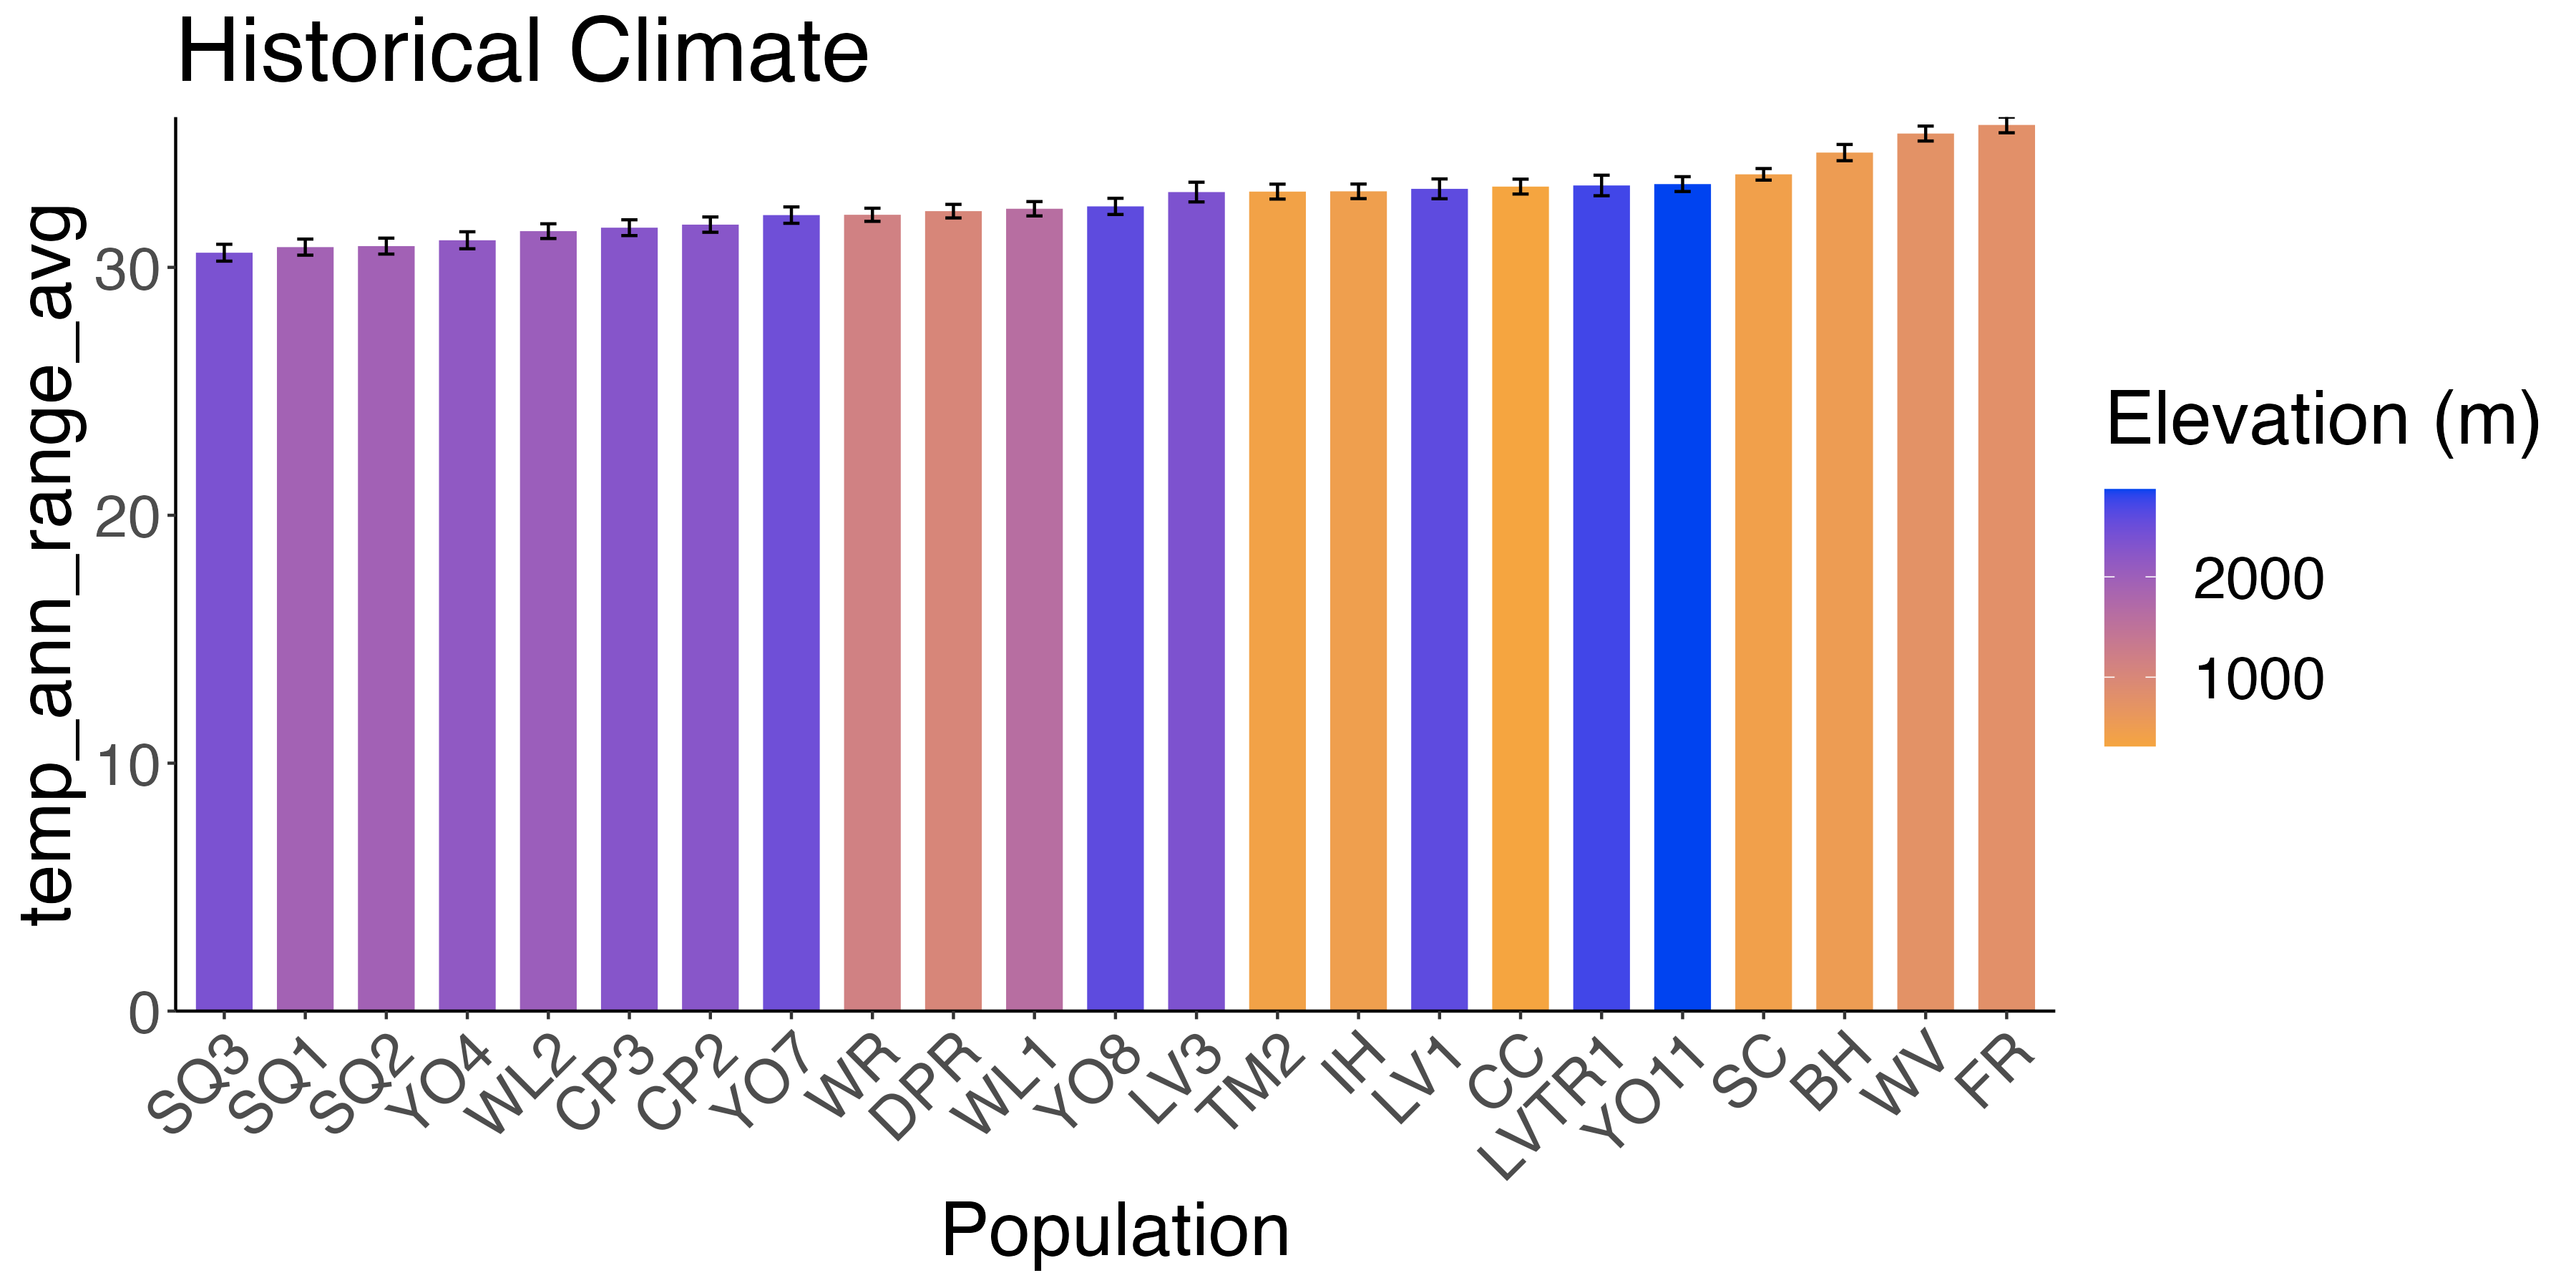 Historical Climate
temp_ann_range_avg
30
20
10
0
SQ3
SQ1
SQ2
YO4
WL2
CP3
CP2
YO7
WR
DPR
WL1
YO8
LV3
TM2
IH
LV1
CC
LVTR1
YO11
SC
BH
WV
FR
Population
Elevation (m)
2000
1000